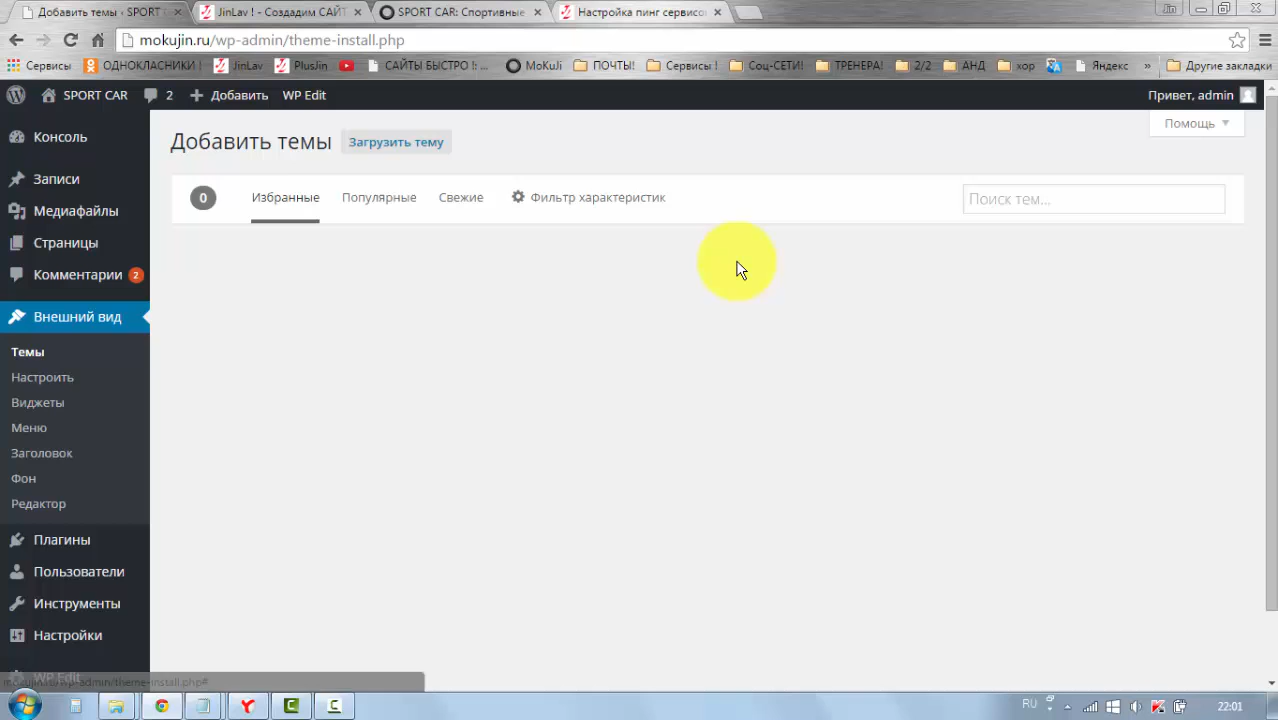 Добавить темы ‹ SPORT C
JinLav ! - Создадим САЙТ
SPORT CAR: Спортивные
Настройка пинг сервисо
mokujin.ru/wp-admin/theme-install.php
Сервисы
ОДНОКЛАСНИКИ !
JinLav
PlusJin
САЙТЫ БЫСТРО !: ...
MoKuJi
ПОЧТЫ!
Сервисы !
Соц-СЕТИ!
ТРЕНЕРА!
2/2
АНД
хор
Яндекс
»
Другие закладки
SPORT CAR
2
Добавить
WP Edit
Привет, admin
Помощь
Консоль
Записи
Медиафайлы
Страницы
Комментарии 2
Внешний вид
Темы
Настроить
Виджеты
Меню
Заголовок
Фон
Редактор
Плагины
Пользователи
Инструменты
Настройки
WP Edit
Добавить темы
Загрузить тему
0
Избранные
Популярные
Свежие
Фильтр характеристик
Поиск тем...
mokujin.ru/wp-admin/theme-install.php#
RU
22:01